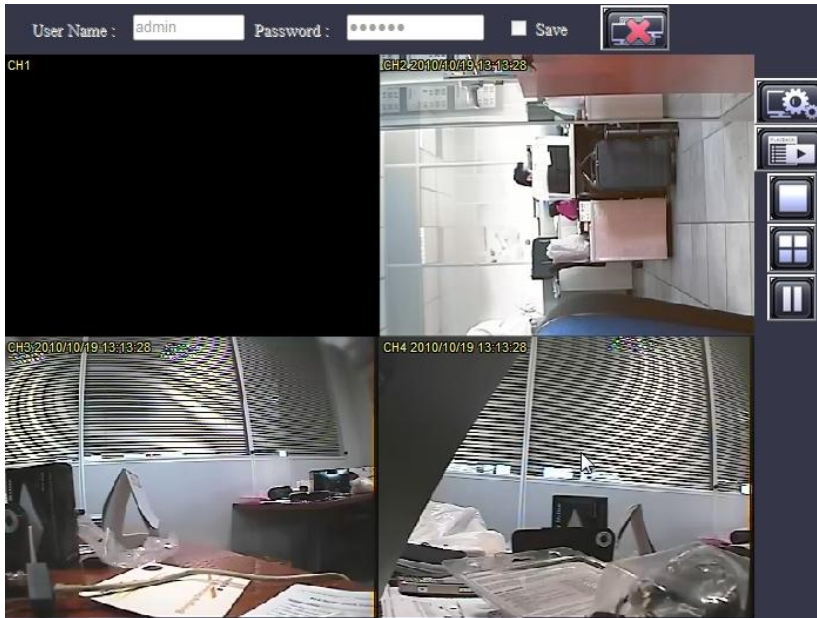 User Name :
admin
Password :
Save
CH1
CH2 2010/10/19 13:13:28
CH3 2010/10/19 13:13:28
CH4 2010/10/19 13:13:28